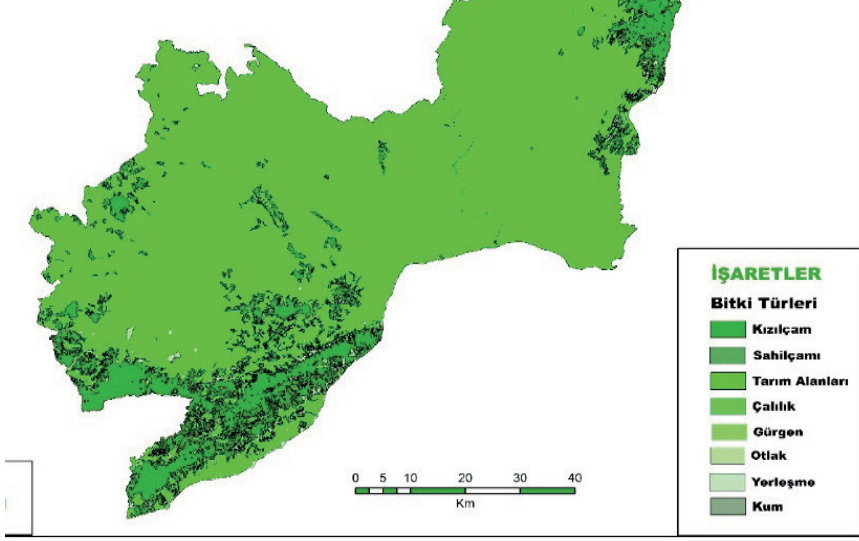 İŞARETLER
Bitki Türleri
Kızılçam
Sahilçamı
Tarım Alanları
Çalılık
Gürgen
Otlak
Yerleşme
Kum
0 5 10 20 30 40
Km